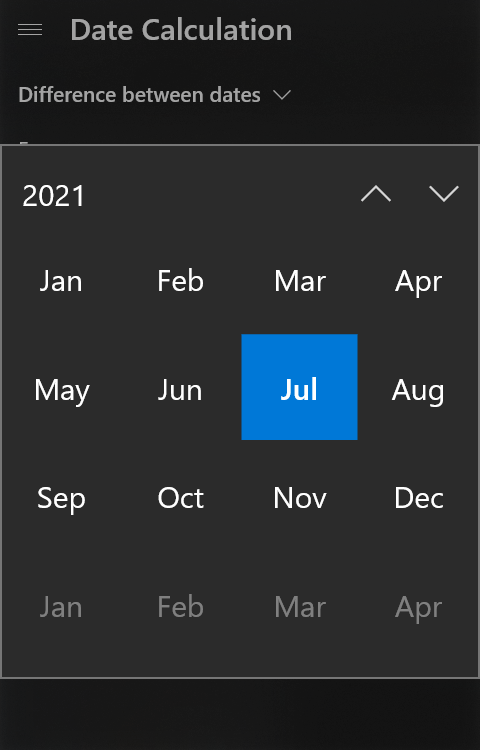 Date Calculation
Difference between dates
2021
Jan Feb Mar Apr
May Jun Jul Aug
Sep Oct Nov Dec
Jan Feb Mar Apr